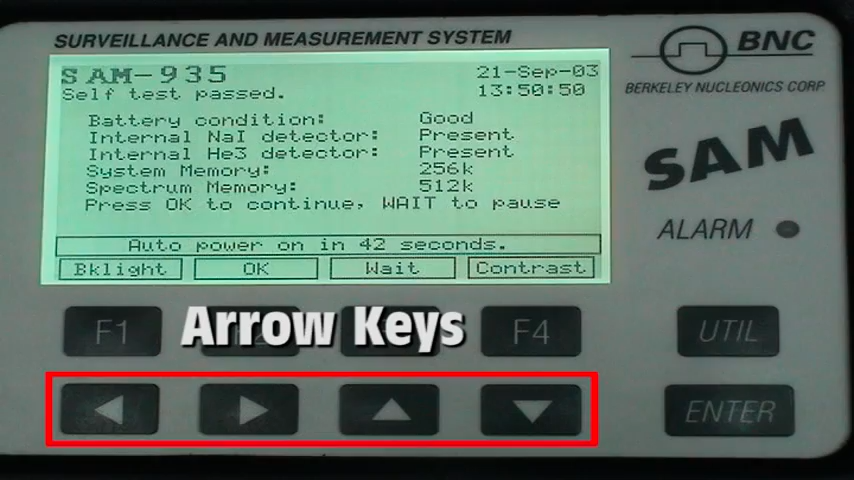 SURVEILLANCE AND MEASUREMENT SYSTEM
BNC
BERKELEY NUCLEONICS CORP
SAM-935
21-Sep-03
Self test passed.
13:50:50
Battery condition: Good
Internal NaI detector: Present
Internal He3 detector: Present
System Memory: 256k
Spectrum Memory: 512k
Press OK to continue, WAIT to pause
Auto power on in 42 seconds.
Bklight OK Wait Contrast
SAM
ALARM
F1 F4 UTIL
Arrow Keys
ENTER